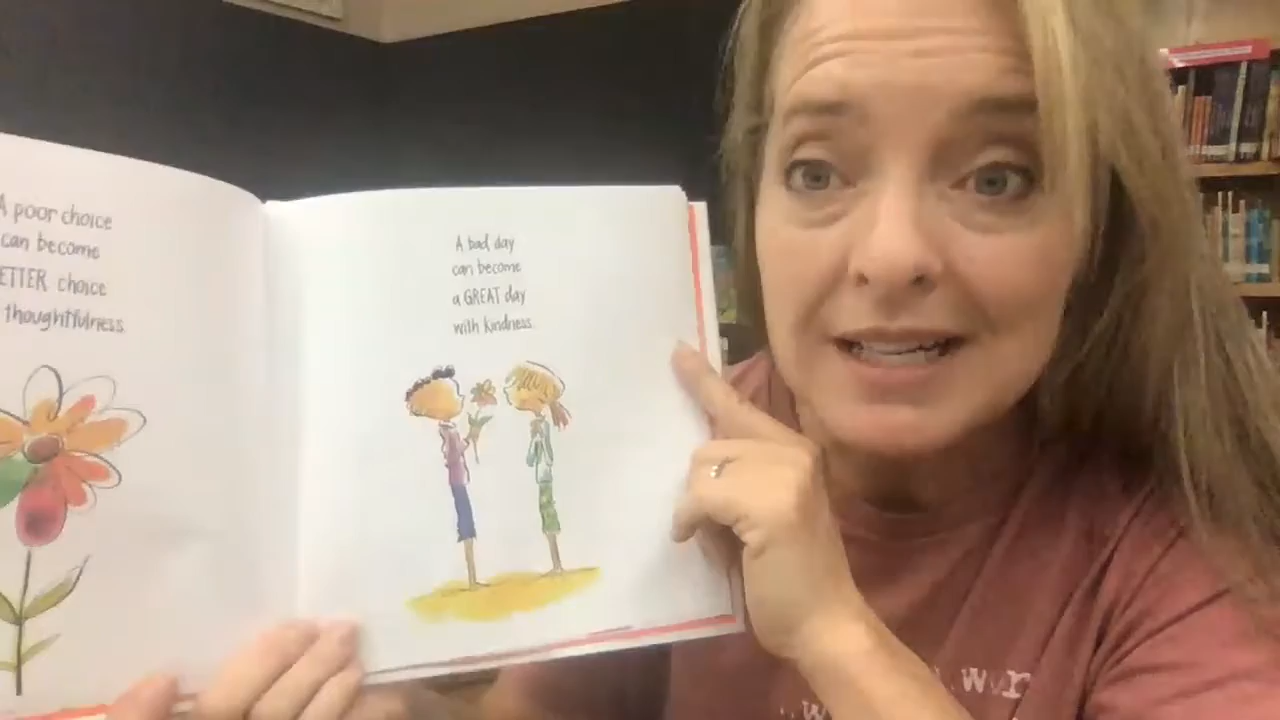 A poor choice
can become
ETTER choice
thoughtfulness.
A bad day
can become
a GREAT day
with kindness.